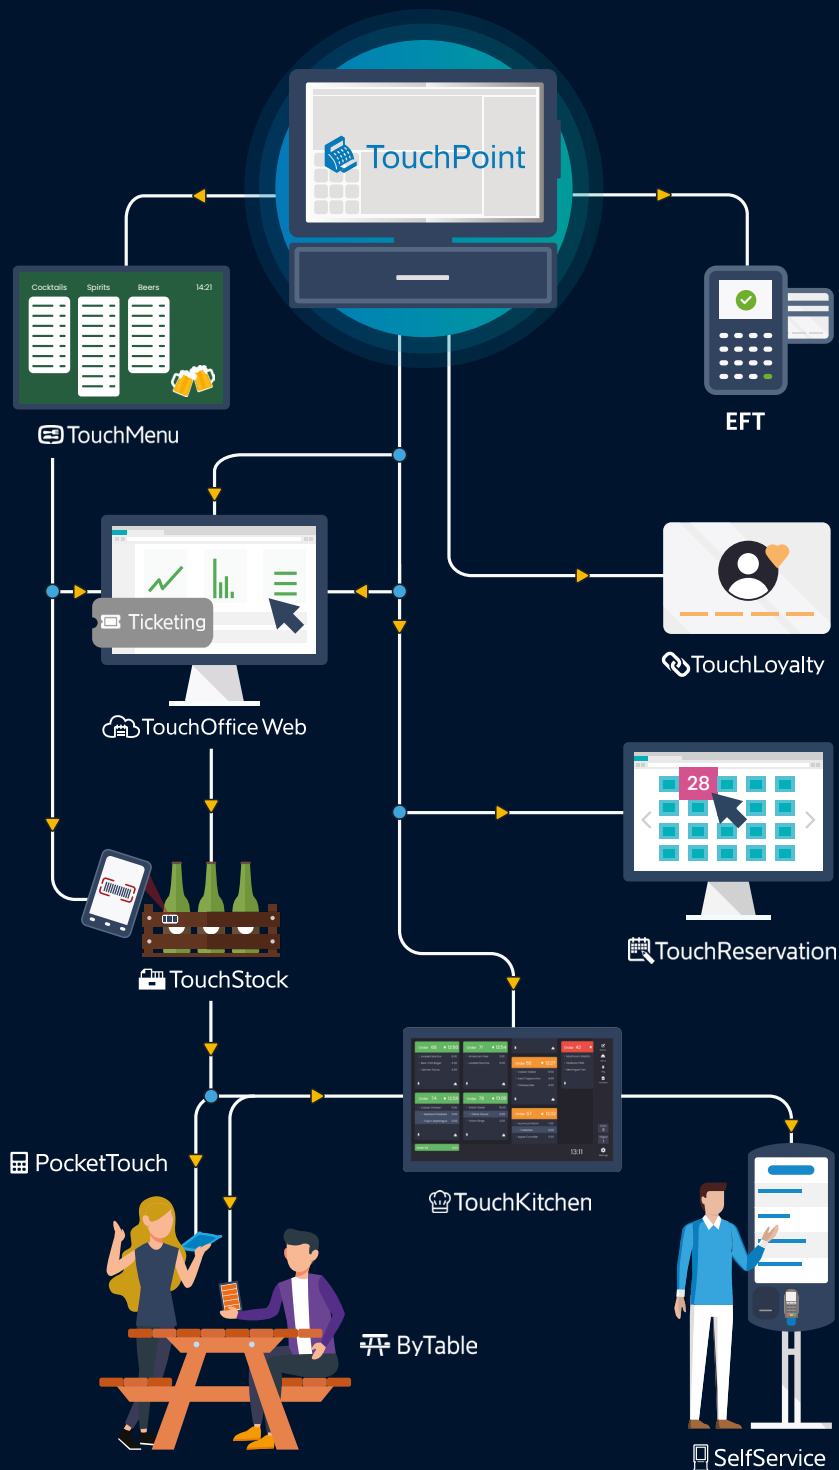 TouchPoint
Cocktails Spirits Beers 14:21
TouchMenu
EFT
Ticketing
TouchOffice Web
TouchLoyalty
28
TouchReservation
TouchStock
13:11
TouchKitchen
PocketTouch
ByTable
SelfService